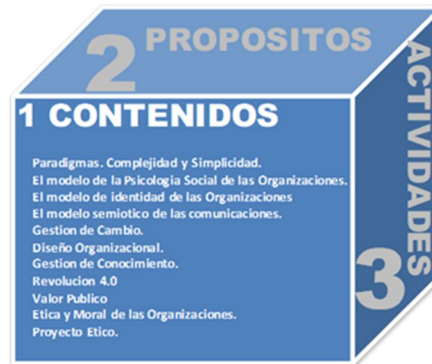 2 PROPOSITOS
1 CONTENIDOS
Paradigmas. Complejidad y Simplicidad.
El modelo de la Psicologia Social de las Organizaciones.
El modelo de identidad de las Organizaciones
El modelo semiotico de las comunicaciones.
Gestion de Cambio.
Diseño Organizacional.
Gestion de Conocimiento.
Revolucion 4.0
Valor Publico
Etica y Moral de las Organizaciones.
Proyecto Etico.
3 ACTIVIDADES